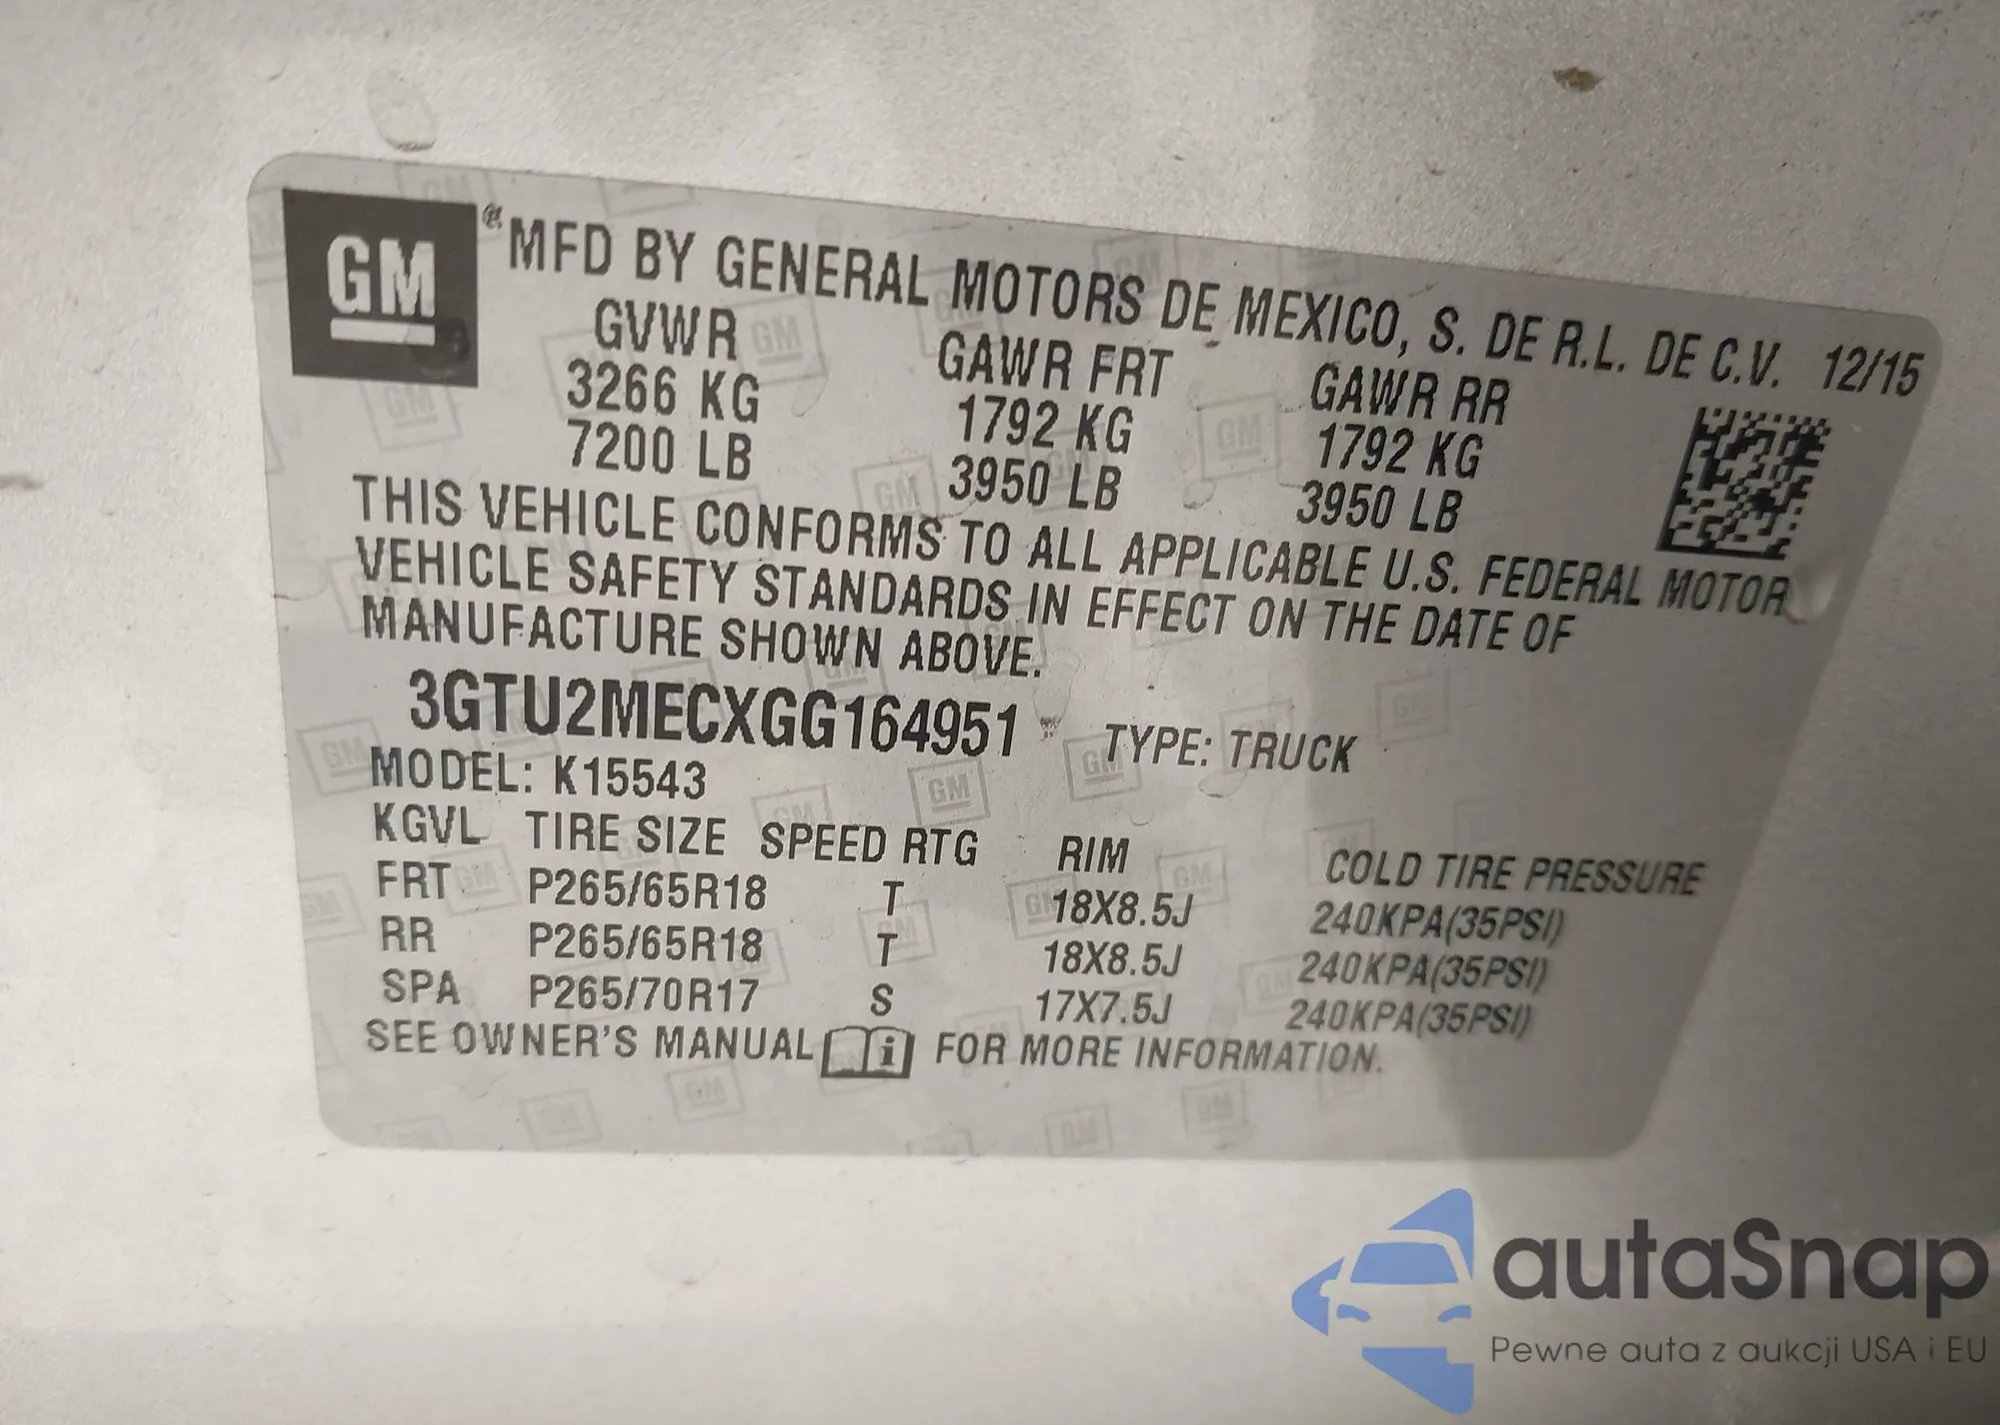 GM ® MFD BY GENERAL MOTORS DE MEXICO, S. DE R.L. DE C.V. 12/15
GVWR GAWR FRT GAWR RR
3266 KG 1792 KG 1792 KG
7200 LB 3950 LB 3950 LB
THIS VEHICLE CONFORMS TO ALL APPLICABLE U.S. FEDERAL MOTOR
VEHICLE SAFETY STANDARDS IN EFFECT ON THE DATE OF
MANUFACTURE SHOWN ABOVE.
3GTU2MECXGG164951 TYPE: TRUCK
MODEL: K15543
KGVL TIRE SIZE SPEED RTG RIM COLD TIRE PRESSURE
FRT P265/65R18 T 18X8.5J 240KPA(35PSI)
RR P265/65R18 T 18X8.5J 240KPA(35PSI)
SPA P265/70R17 S 17X7.5J 240KPA(35PSI)
SEE OWNER'S MANUAL i FOR MORE INFORMATION.
autaSnap
Pewne auta z aukcji USA i EU